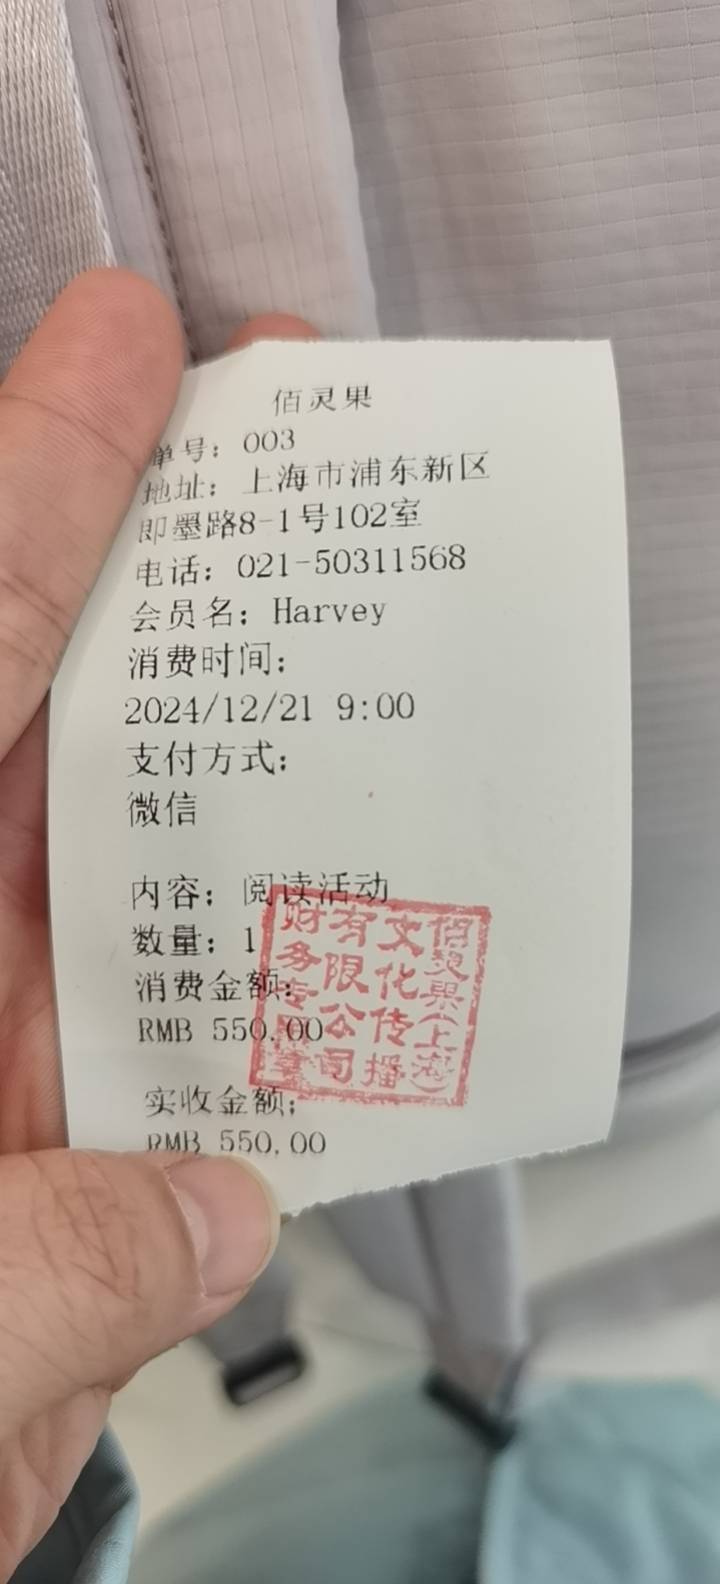 佰灵果
单号：003
地址：上海市浦东新区
即墨路8-1号102室
电话：021-50311568
会员名：Harvey
消费时间：
2024/12/21 9:00
支付方式：
微信
内容：阅读活动
数量：1
消费金额：
RMB 550.00
实收金额：
RMB 550.00
佰灵果（上海）
文化传播
有限公司
财务专用章